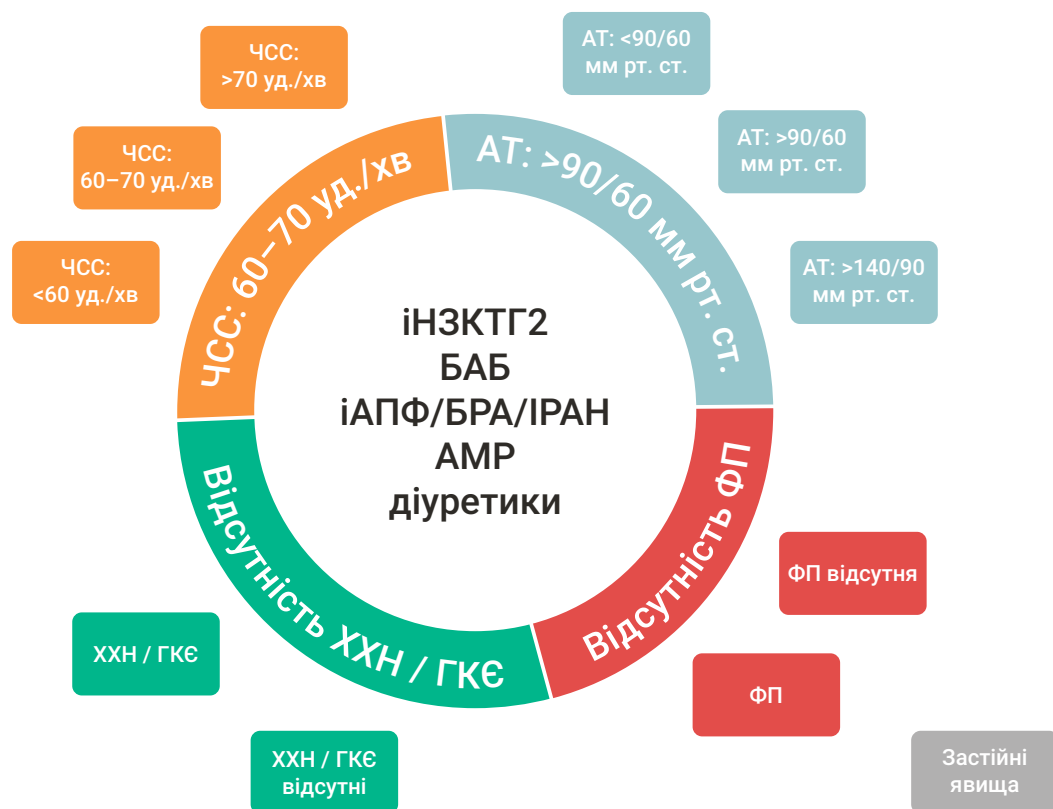 ЧСС:
>70 уд./хв
АТ: <90/60
мм рт. ст.
ЧСС:
60–70 уд./хв
АТ: >90/60
мм рт. ст.
ЧСС:
<60 уд./хв
АТ: >140/90
мм рт. ст.
ЧСС: 60–70 уд./хв
АТ: >90/60 мм рт. ст.
іНЗКТГ2
БАБ
іАПФ/БРА/ІРАН
АМР
діуретики
Відсутність ХХН / ГКЄ
Відсутність ФП
ФП відсутня
ХХН / ГКЄ
ФП
ХХН / ГКЄ
відсутні
Застійні
явища